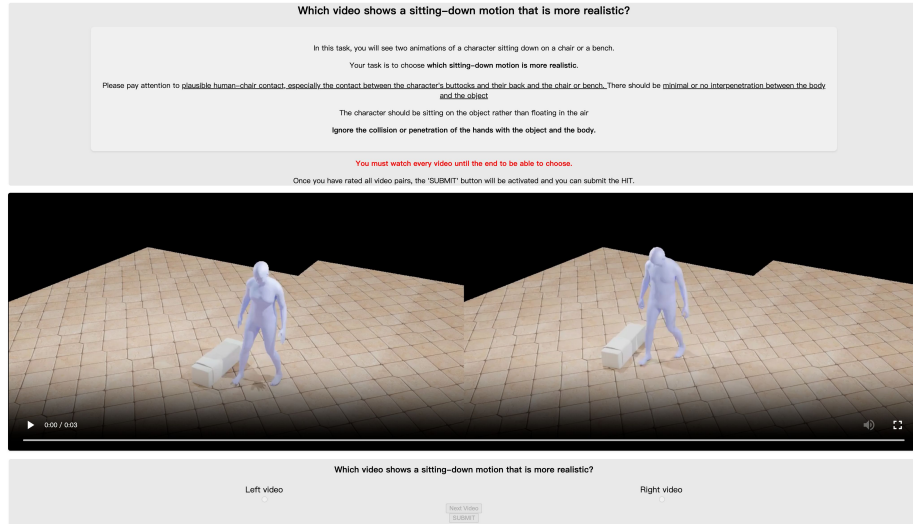 Which video shows a sitting-down motion that is more realistic?
In this task, you will see two animations of a character sitting down on a chair or a bench.
Your task is to choose which sitting-down motion is more realistic.
Please pay attention to plausible human-chair contact, especially the contact between the character's buttocks and their back and the chair or bench. There should be minimal or no interpenetration between the body
and the object
The character should be sitting on the object rather than floating in the air
Ignore the collision or penetration of the hands with the object and the body.
You must watch every video until the end to be able to choose.
Once you have rated all video pairs, the 'SUBMIT' button will be activated and you can submit the HIT.
0:00 / 0:03
Which video shows a sitting-down motion that is more realistic?
Left video Right video
Next Video
SUBMIT